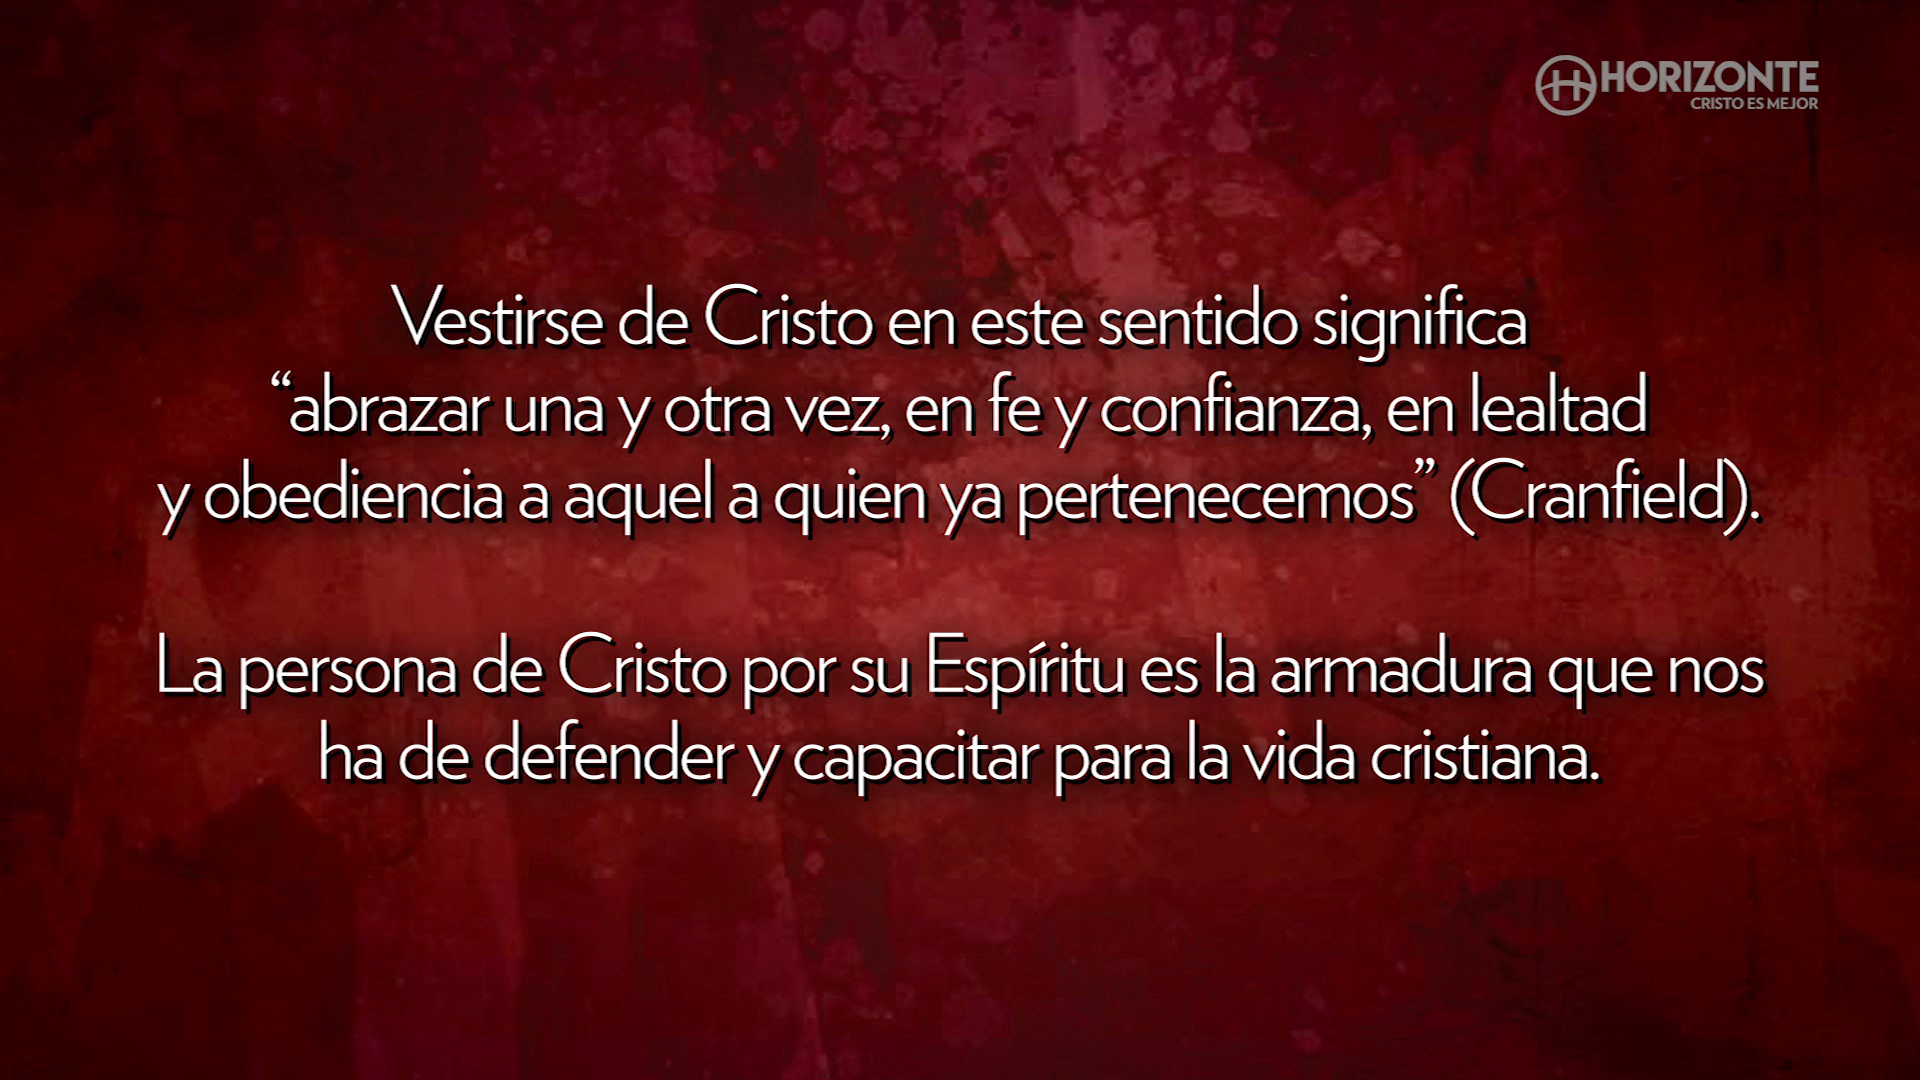 HORIZONTE
CRISTO ES MEJOR
Vestirse de Cristo en este sentido significa
“abrazar una y otra vez, en fe y confianza, en lealtad
y obediencia a aquel a quien ya pertenecemos” (Cranfield).
La persona de Cristo por su Espíritu es la armadura que nos
ha de defender y capacitar para la vida cristiana.